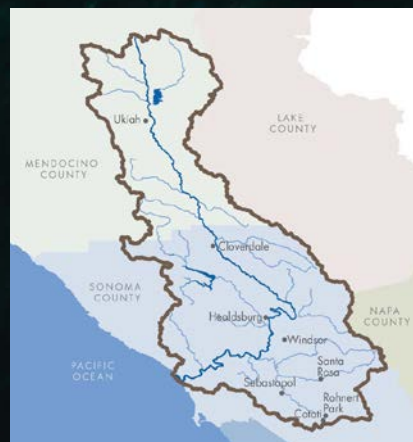 Ukiah
LAKE
COUNTY
MENDOCINO
COUNTY
Cloverdale
SONOMA
COUNTY
NAPA
COUNTY
Healdsburg
Windsor
PACIFIC
OCEAN
Santa
Rosa
Sebastopol
Rohnert
Park
Cotati